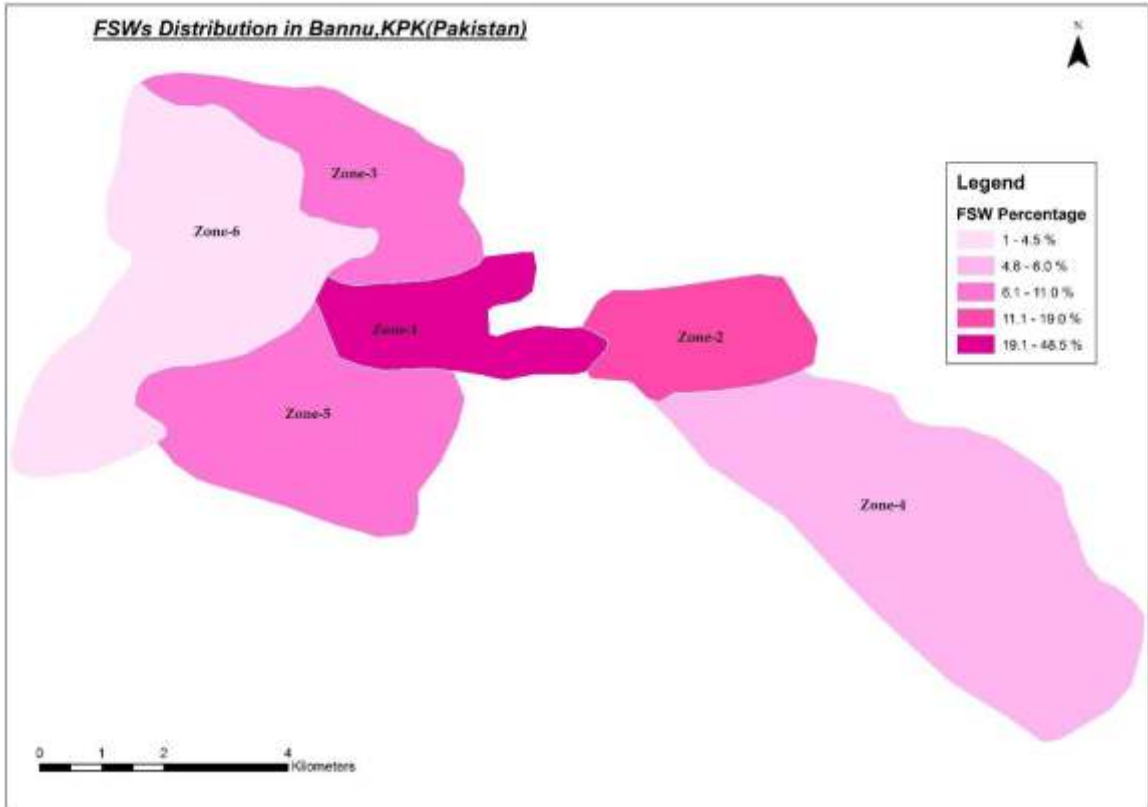 FSWs Distribution in Bannu,KPK(Pakistan)
N
Zone-3
Legend
FSW Percentage
Zone-6
1 - 4.5 %
4.6 - 6.0 %
6.1 - 11.0 %
Zone-1
Zone-2
11.1 - 19.0 %
19.1 - 46.5 %
Zone-5
Zone-4
0 1 2 4
Kilometers